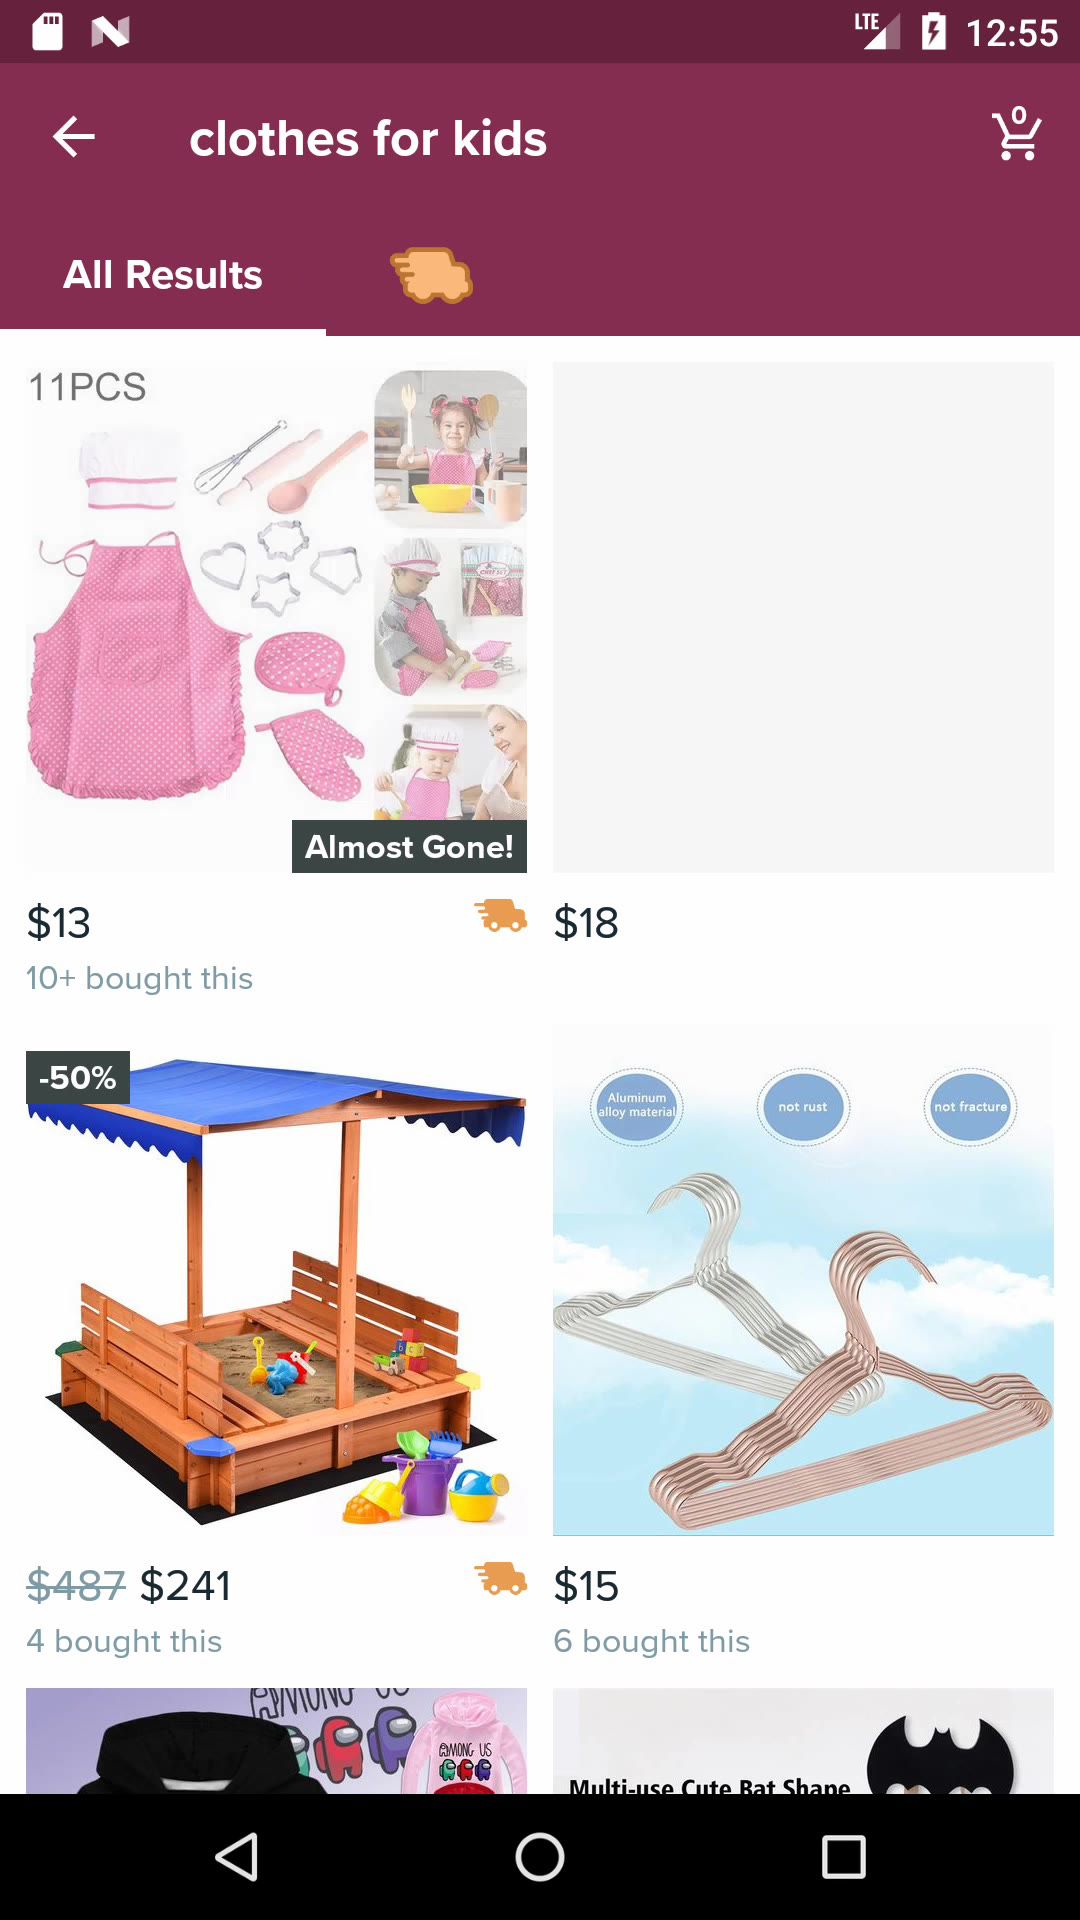 LTE
12:55
clothes for kids
0
All Results
11PCS
CHEF SET
Almost Gone!
$13
$18
10+ bought this
-50%
Aluminum
alloy material
not rust
not fracture
$487 $241
$15
4 bought this
6 bought this
AMONG US
AMONG US
Multi-use Cute Bat Shape